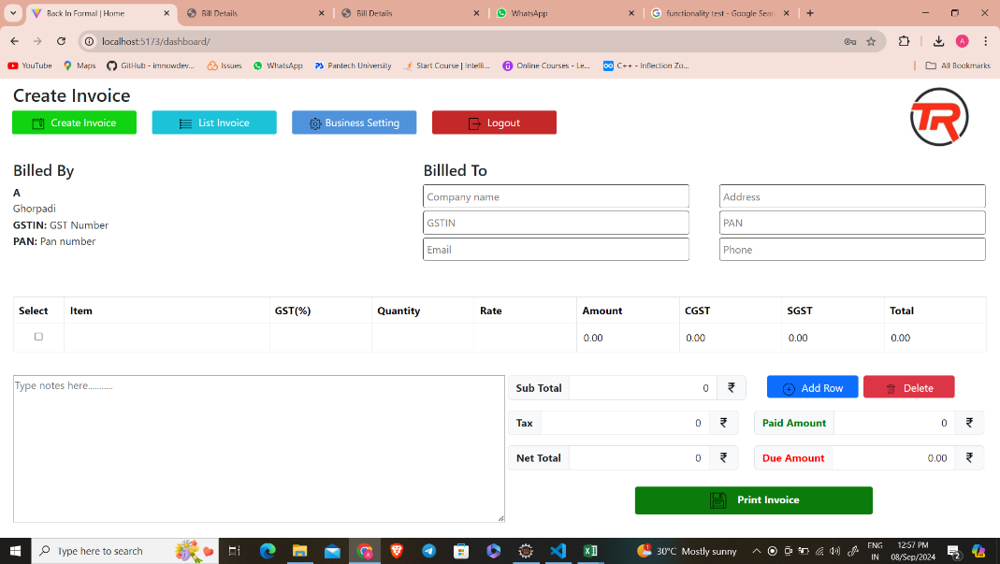 Back In Formal | Home
Bill Details
Bill Details
WhatsApp
functionality test - Google Sear
localhost:5173/dashboard/
A
YouTube
Maps
GitHub - imnowdev...
Issues
WhatsApp
Pantech University
Start Course | Intelli...
Online Courses - Le...
C++ - Inflection Zo...
All Bookmarks
Create Invoice
Create Invoice
List Invoice
Business Setting
Logout
TR
Billed By
Billled To
A
Ghorpadi
GSTIN: GST Number
PAN: Pan number
Company name
Address
GSTIN
PAN
Email
Phone
Select Item GST(%) Quantity Rate Amount CGST SGST Total
0.00 0.00 0.00 0.00
Type notes here...........
Sub Total 0 ₹
Add Row
Delete
Tax 0 ₹
Paid Amount 0 ₹
Net Total 0 ₹
Due Amount 0.00 ₹
Print Invoice
Type here to search
30°C Mostly sunny
ENG
IN
12:57 PM
08/Sep/2024
2